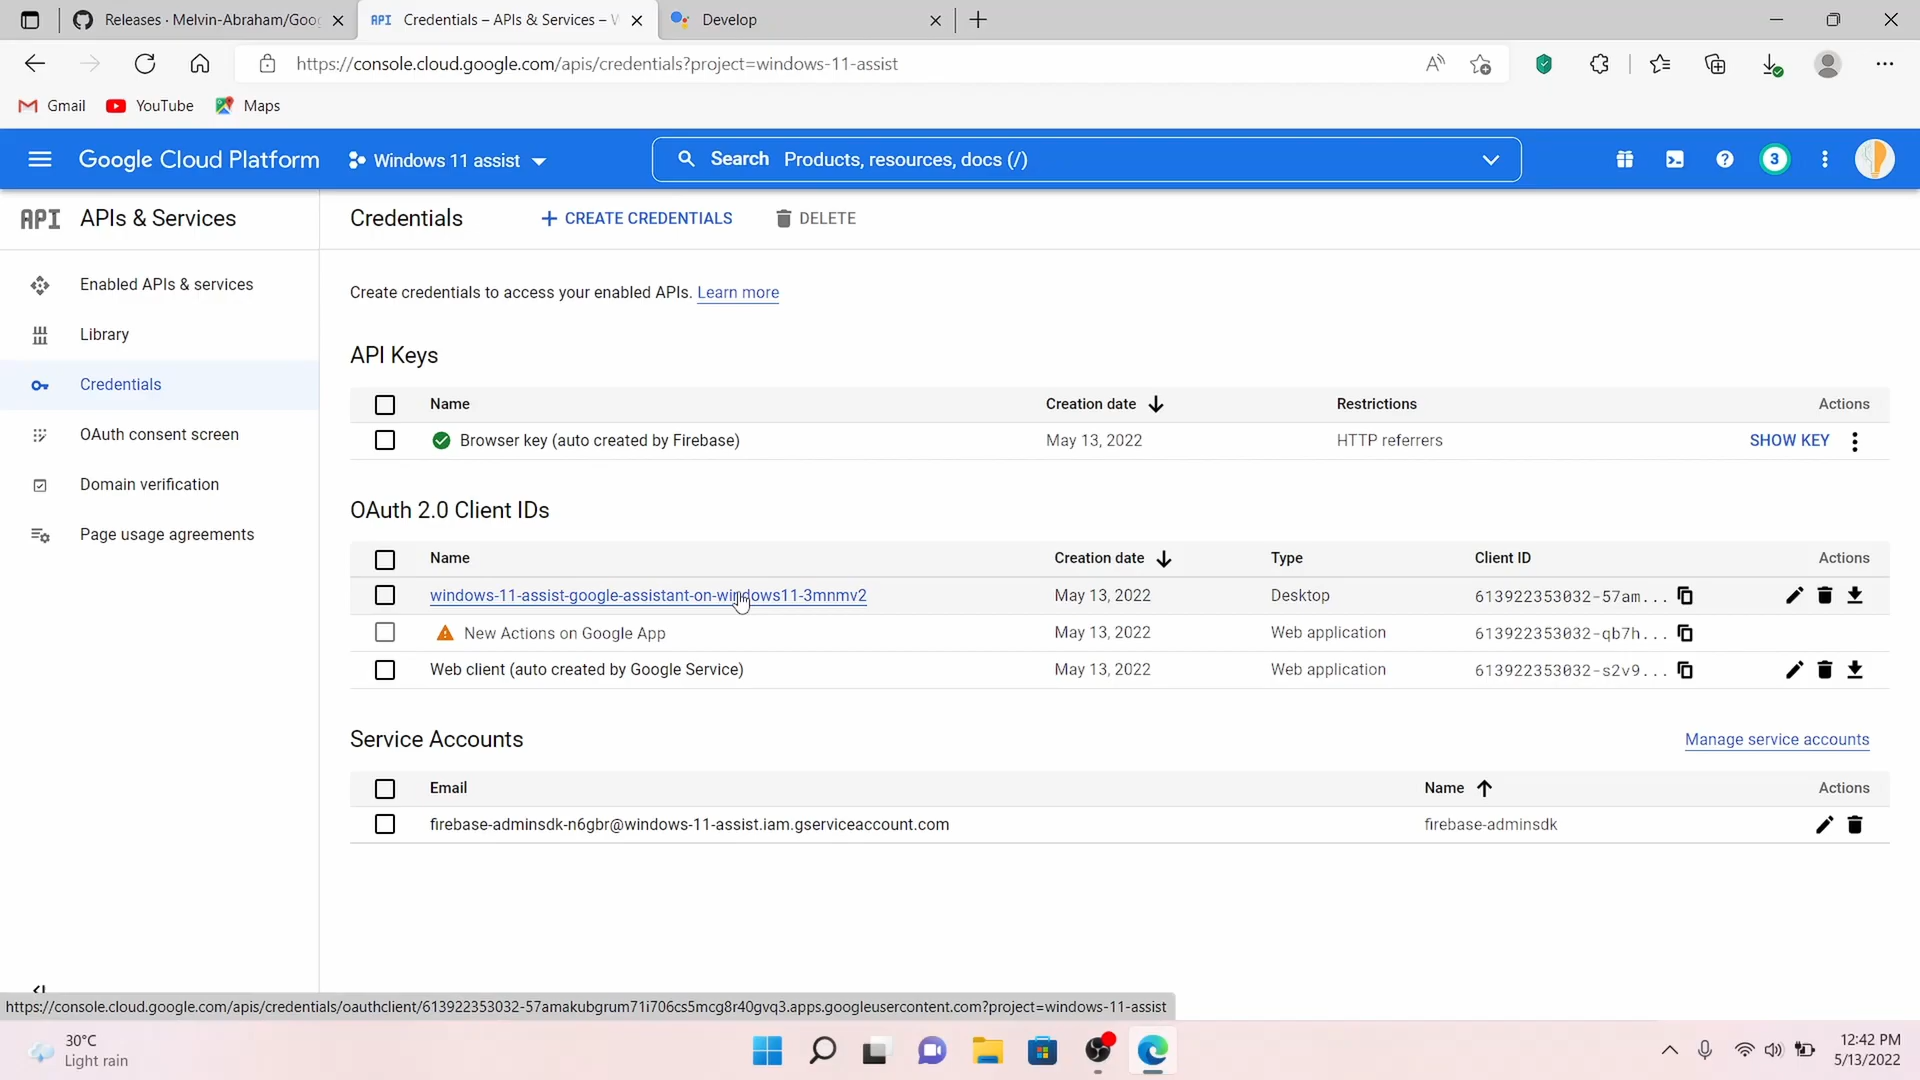 Releases · Melvin-Abraham/Goog
API Credentials – APIs & Services – W
Develop
https://console.cloud.google.com/apis/credentials?project=windows-11-assist
Gmail
YouTube
Maps
Google Cloud Platform
Windows 11 assist
Search Products, resources, docs (/)
3
API APIs & Services
Credentials
CREATE CREDENTIALS
DELETE
Enabled APIs & services
Library
Credentials
OAuth consent screen
Domain verification
Page usage agreements
Create credentials to access your enabled APIs. Learn more
API Keys
Name Creation date Restrictions Actions
Browser key (auto created by Firebase) May 13, 2022 HTTP referrers SHOW KEY
OAuth 2.0 Client IDs
Name Creation date Type Client ID Actions
windows-11-assist-google-assistant-on-windows11-3mnmv2 May 13, 2022 Desktop 613922353032-57am...
New Actions on Google App May 13, 2022 Web application 613922353032-qb7h...
Web client (auto created by Google Service) May 13, 2022 Web application 613922353032-s2v9...
Service Accounts
Manage service accounts
Email Name Actions
firebase-adminsdk-n6gbr@windows-11-assist.iam.gserviceaccount.com firebase-adminsdk
https://console.cloud.google.com/apis/credentials/oauthclient/613922353032-57amakubgrum71i706cs5mcg8r40gvq3.apps.googleusercontent.com?project=windows-11-assist
30°C
Light rain
12:42 PM
5/13/2022